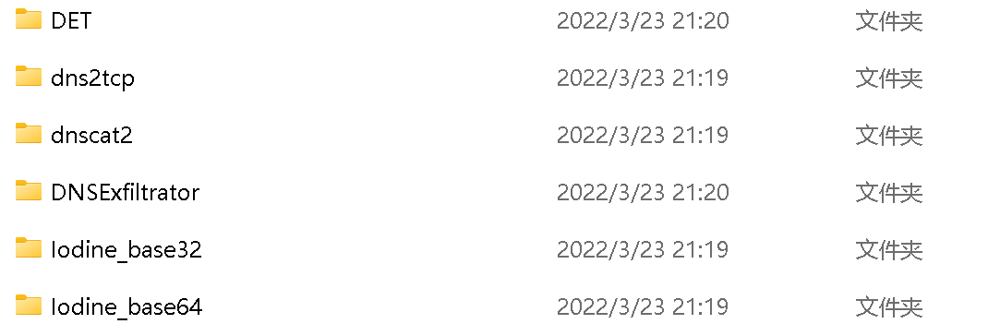 DET 2022/3/23 21:20 文件夹
dns2tcp 2022/3/23 21:19 文件夹
dnscat2 2022/3/23 21:19 文件夹
DNSExfiltrator 2022/3/23 21:20 文件夹
Iodine_base32 2022/3/23 21:19 文件夹
Iodine_base64 2022/3/23 21:19 文件夹